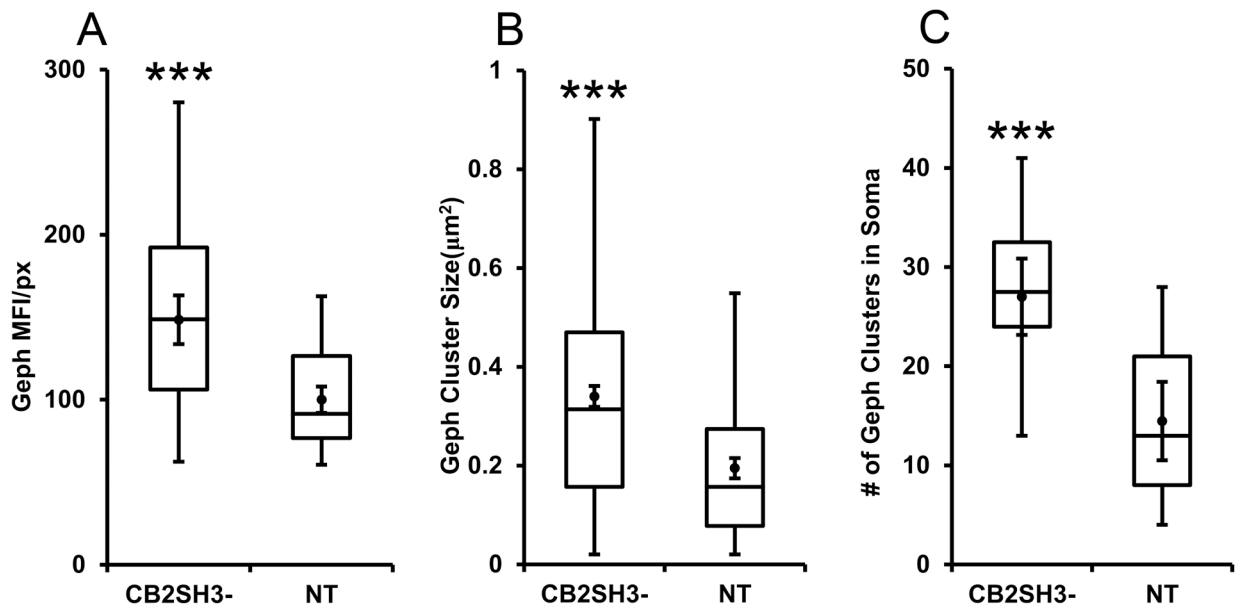 A
Geph MFI/px
300
200
100
0
***
CB2SH3-
NT
B
Geph Cluster Size(μm²)
1
0.8
0.6
0.4
0.2
0
***
CB2SH3-
NT
C
# of Geph Clusters in Soma
50
40
30
20
10
0
***
CB2SH3-
NT